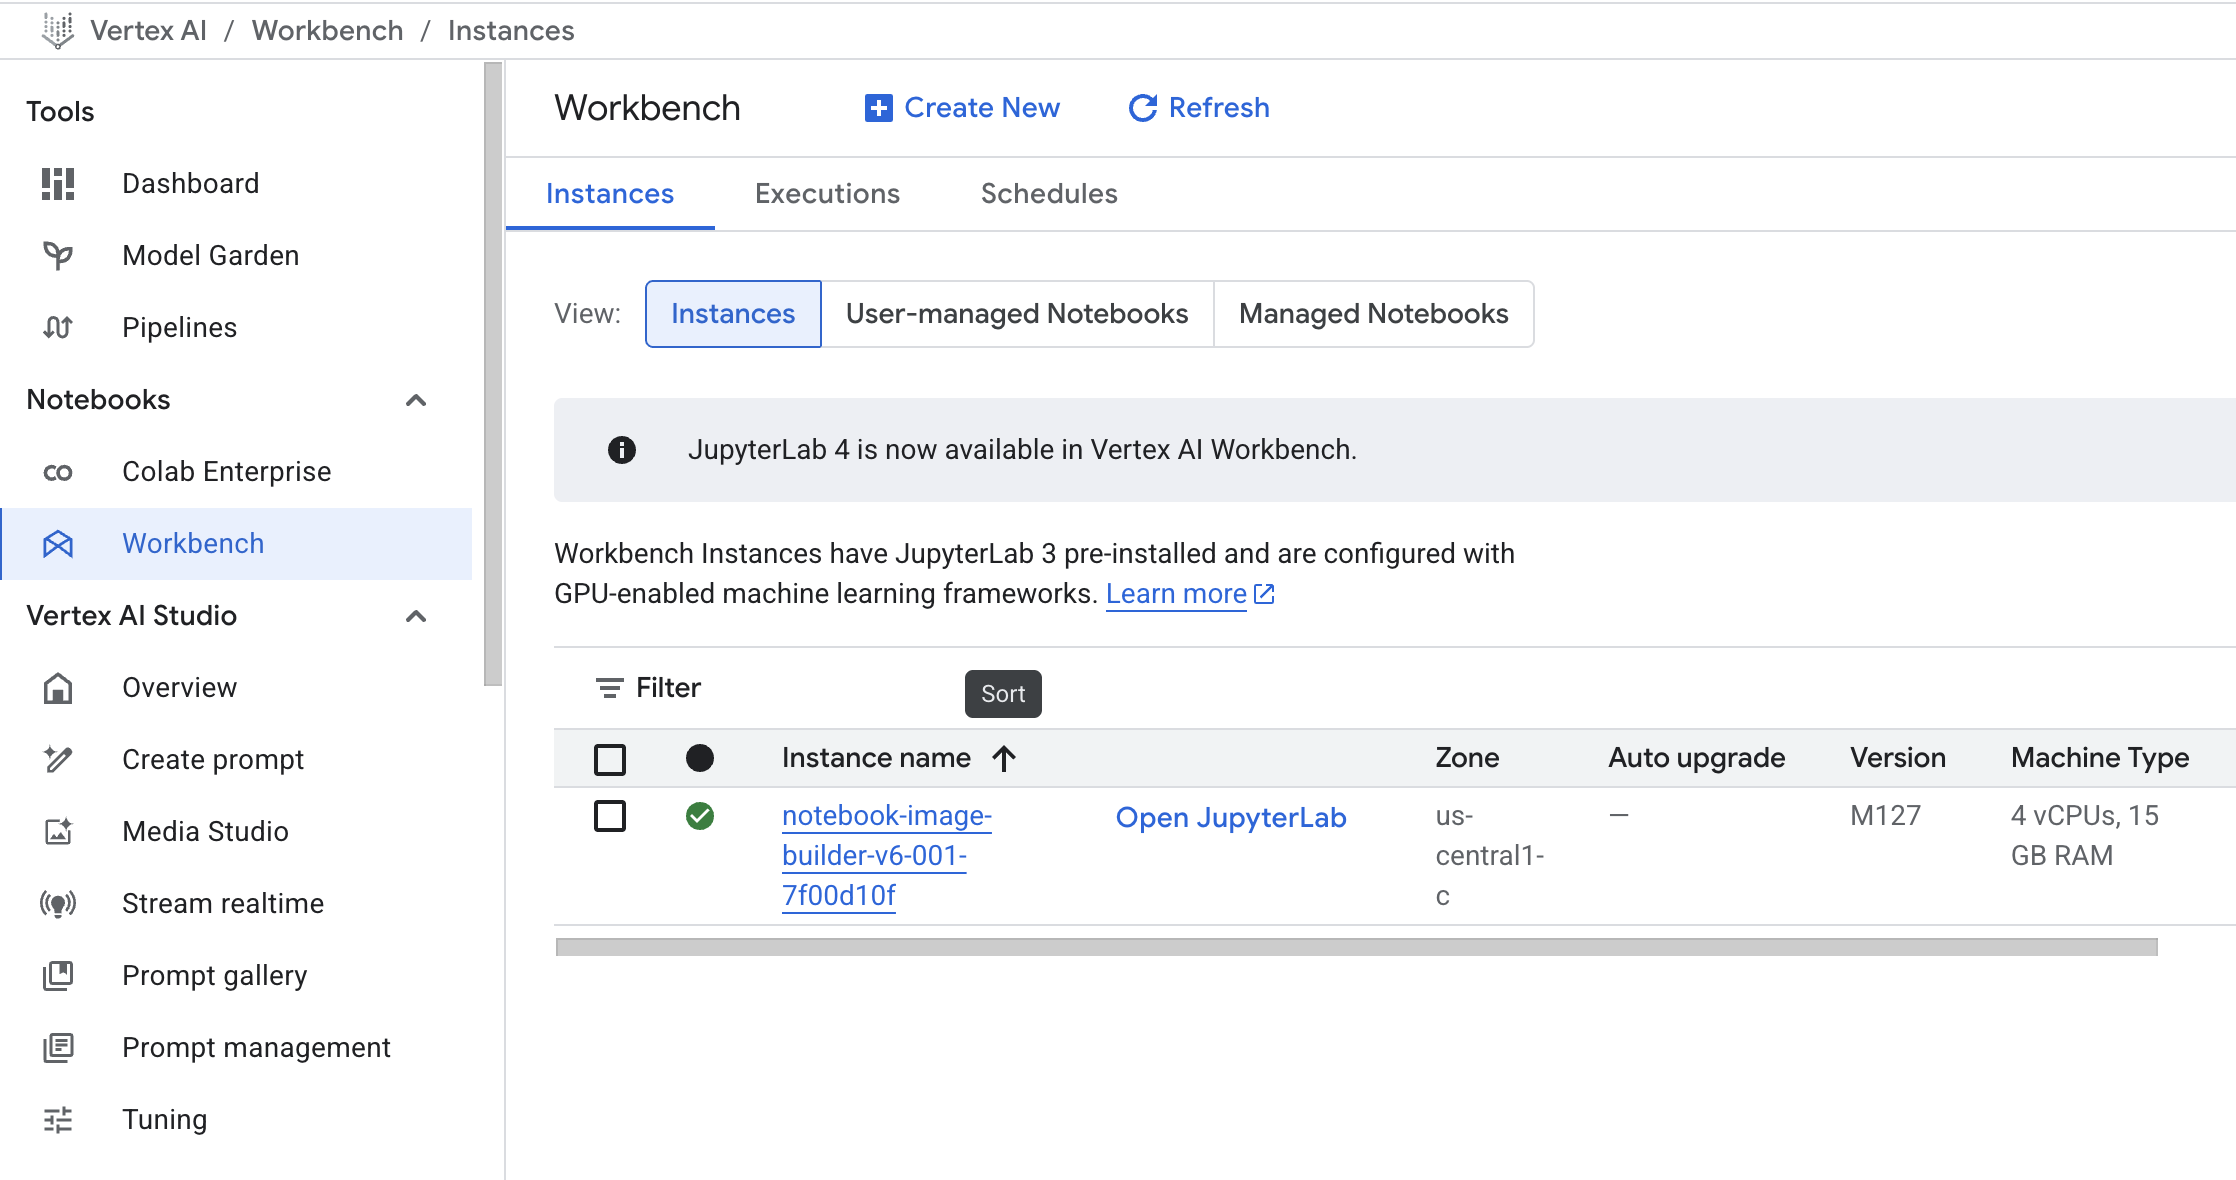 Vertex AI / Workbench / Instances
Tools
Dashboard
Model Garden
Pipelines
Notebooks
CO Colab Enterprise
Workbench
Vertex AI Studio
Overview
Create prompt
Media Studio
Stream realtime
Prompt gallery
Prompt management
Tuning
Workbench Create New Refresh
Instances Executions Schedules
View: Instances User-managed Notebooks Managed Notebooks
JupyterLab 4 is now available in Vertex AI Workbench.
Workbench Instances have JupyterLab 3 pre-installed and are configured with
GPU-enabled machine learning frameworks. Learn more
Filter
Sort
Instance name Zone Auto upgrade Version Machine Type
notebook-image- Open JupyterLab us- — M127 4 vCPUs, 15
builder-v6-001- central1- GB RAM
7f00d10f c